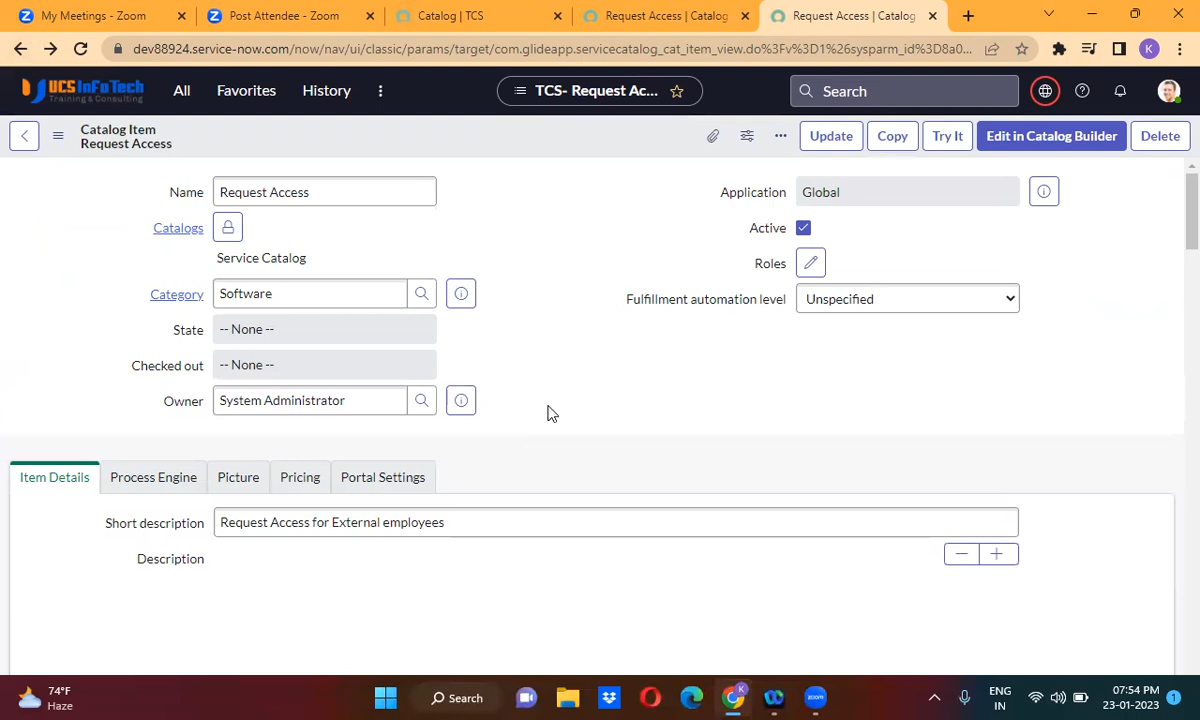 My Meetings - Zoom
Post Attendee - Zoom
Catalog | TCS
Request Access | Catalog
Request Access | Catalog
dev88924.service-now.com/now/nav/ui/classic/params/target/com.glideapp.servicecatalog_cat_item_view.do%3Fv%3D1%26sysparm_id%3D8a0...
K
UCS InFoTech
Training & Consulting
All
Favorites
History
TCS- Request Ac...
Search
Catalog Item
Request Access
Update
Copy
Try It
Edit in Catalog Builder
Delete
Name
Request Access
Application
Global
Catalogs
Active
Service Catalog
Roles
Category
Software
Fulfillment automation level
Unspecified
State
-- None --
Checked out
-- None --
Owner
System Administrator
Item Details
Process Engine
Picture
Pricing
Portal Settings
Short description
Request Access for External employees
Description
74°F
Haze
Search
K
zoom
ENG
IN
07:54 PM
23-01-2023
1